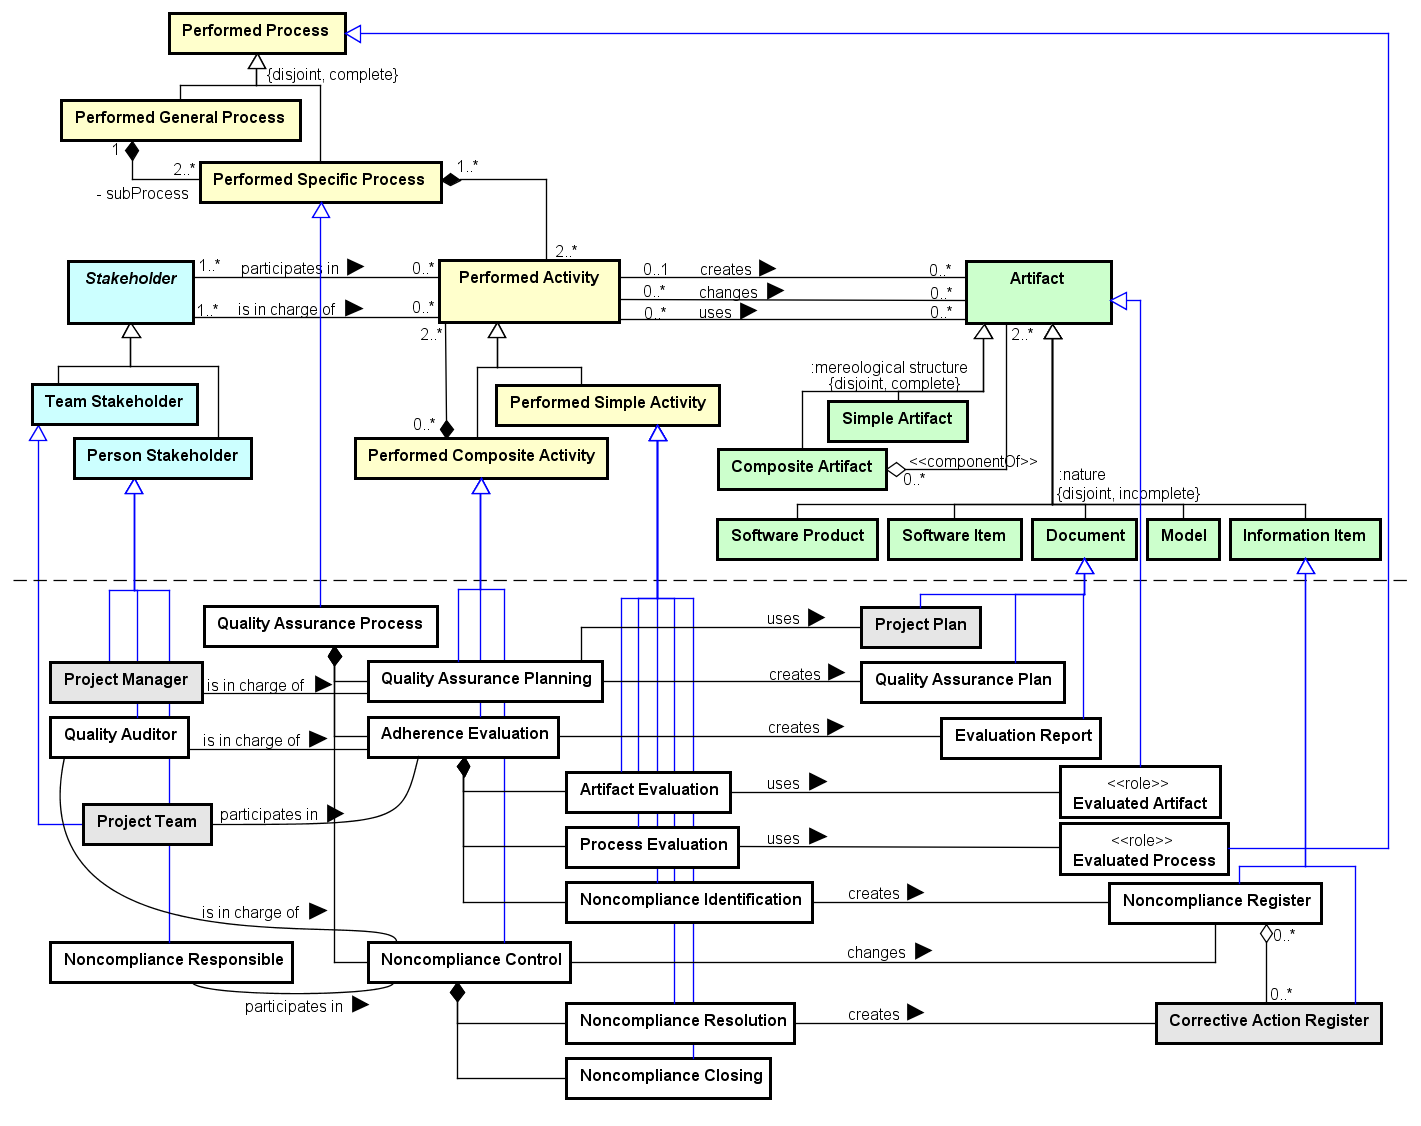 Performed Process
{disjoint, complete}
Performed General Process
1
2..*
- subProcess
Performed Specific Process
1..*
2..*
Stakeholder
1..*
participates in
0..*
1..*
is in charge of
0..*
Performed Activity
0..1
creates
0..*
0..*
changes
0..*
0..*
uses
0..*
Artifact
2..*
2..*
:mereological structure
{disjoint, complete}
Team Stakeholder
Performed Simple Activity
Simple Artifact
0..*
Person Stakeholder
Performed Composite Activity
Composite Artifact
<<componentOf>>
0..*
:nature
{disjoint, incomplete}
Software Product
Software Item
Document
Model
Information Item
Quality Assurance Process
uses
Project Plan
Project Manager
is in charge of
Quality Assurance Planning
creates
Quality Assurance Plan
Quality Auditor
is in charge of
Adherence Evaluation
creates
Evaluation Report
Artifact Evaluation
uses
<<role>>
Evaluated Artifact
Project Team
participates in
Process Evaluation
uses
<<role>>
Evaluated Process
Noncompliance Identification
creates
Noncompliance Register
is in charge of
0..*
Noncompliance Responsible
Noncompliance Control
changes
participates in
0..*
Noncompliance Resolution
creates
Corrective Action Register
Noncompliance Closing